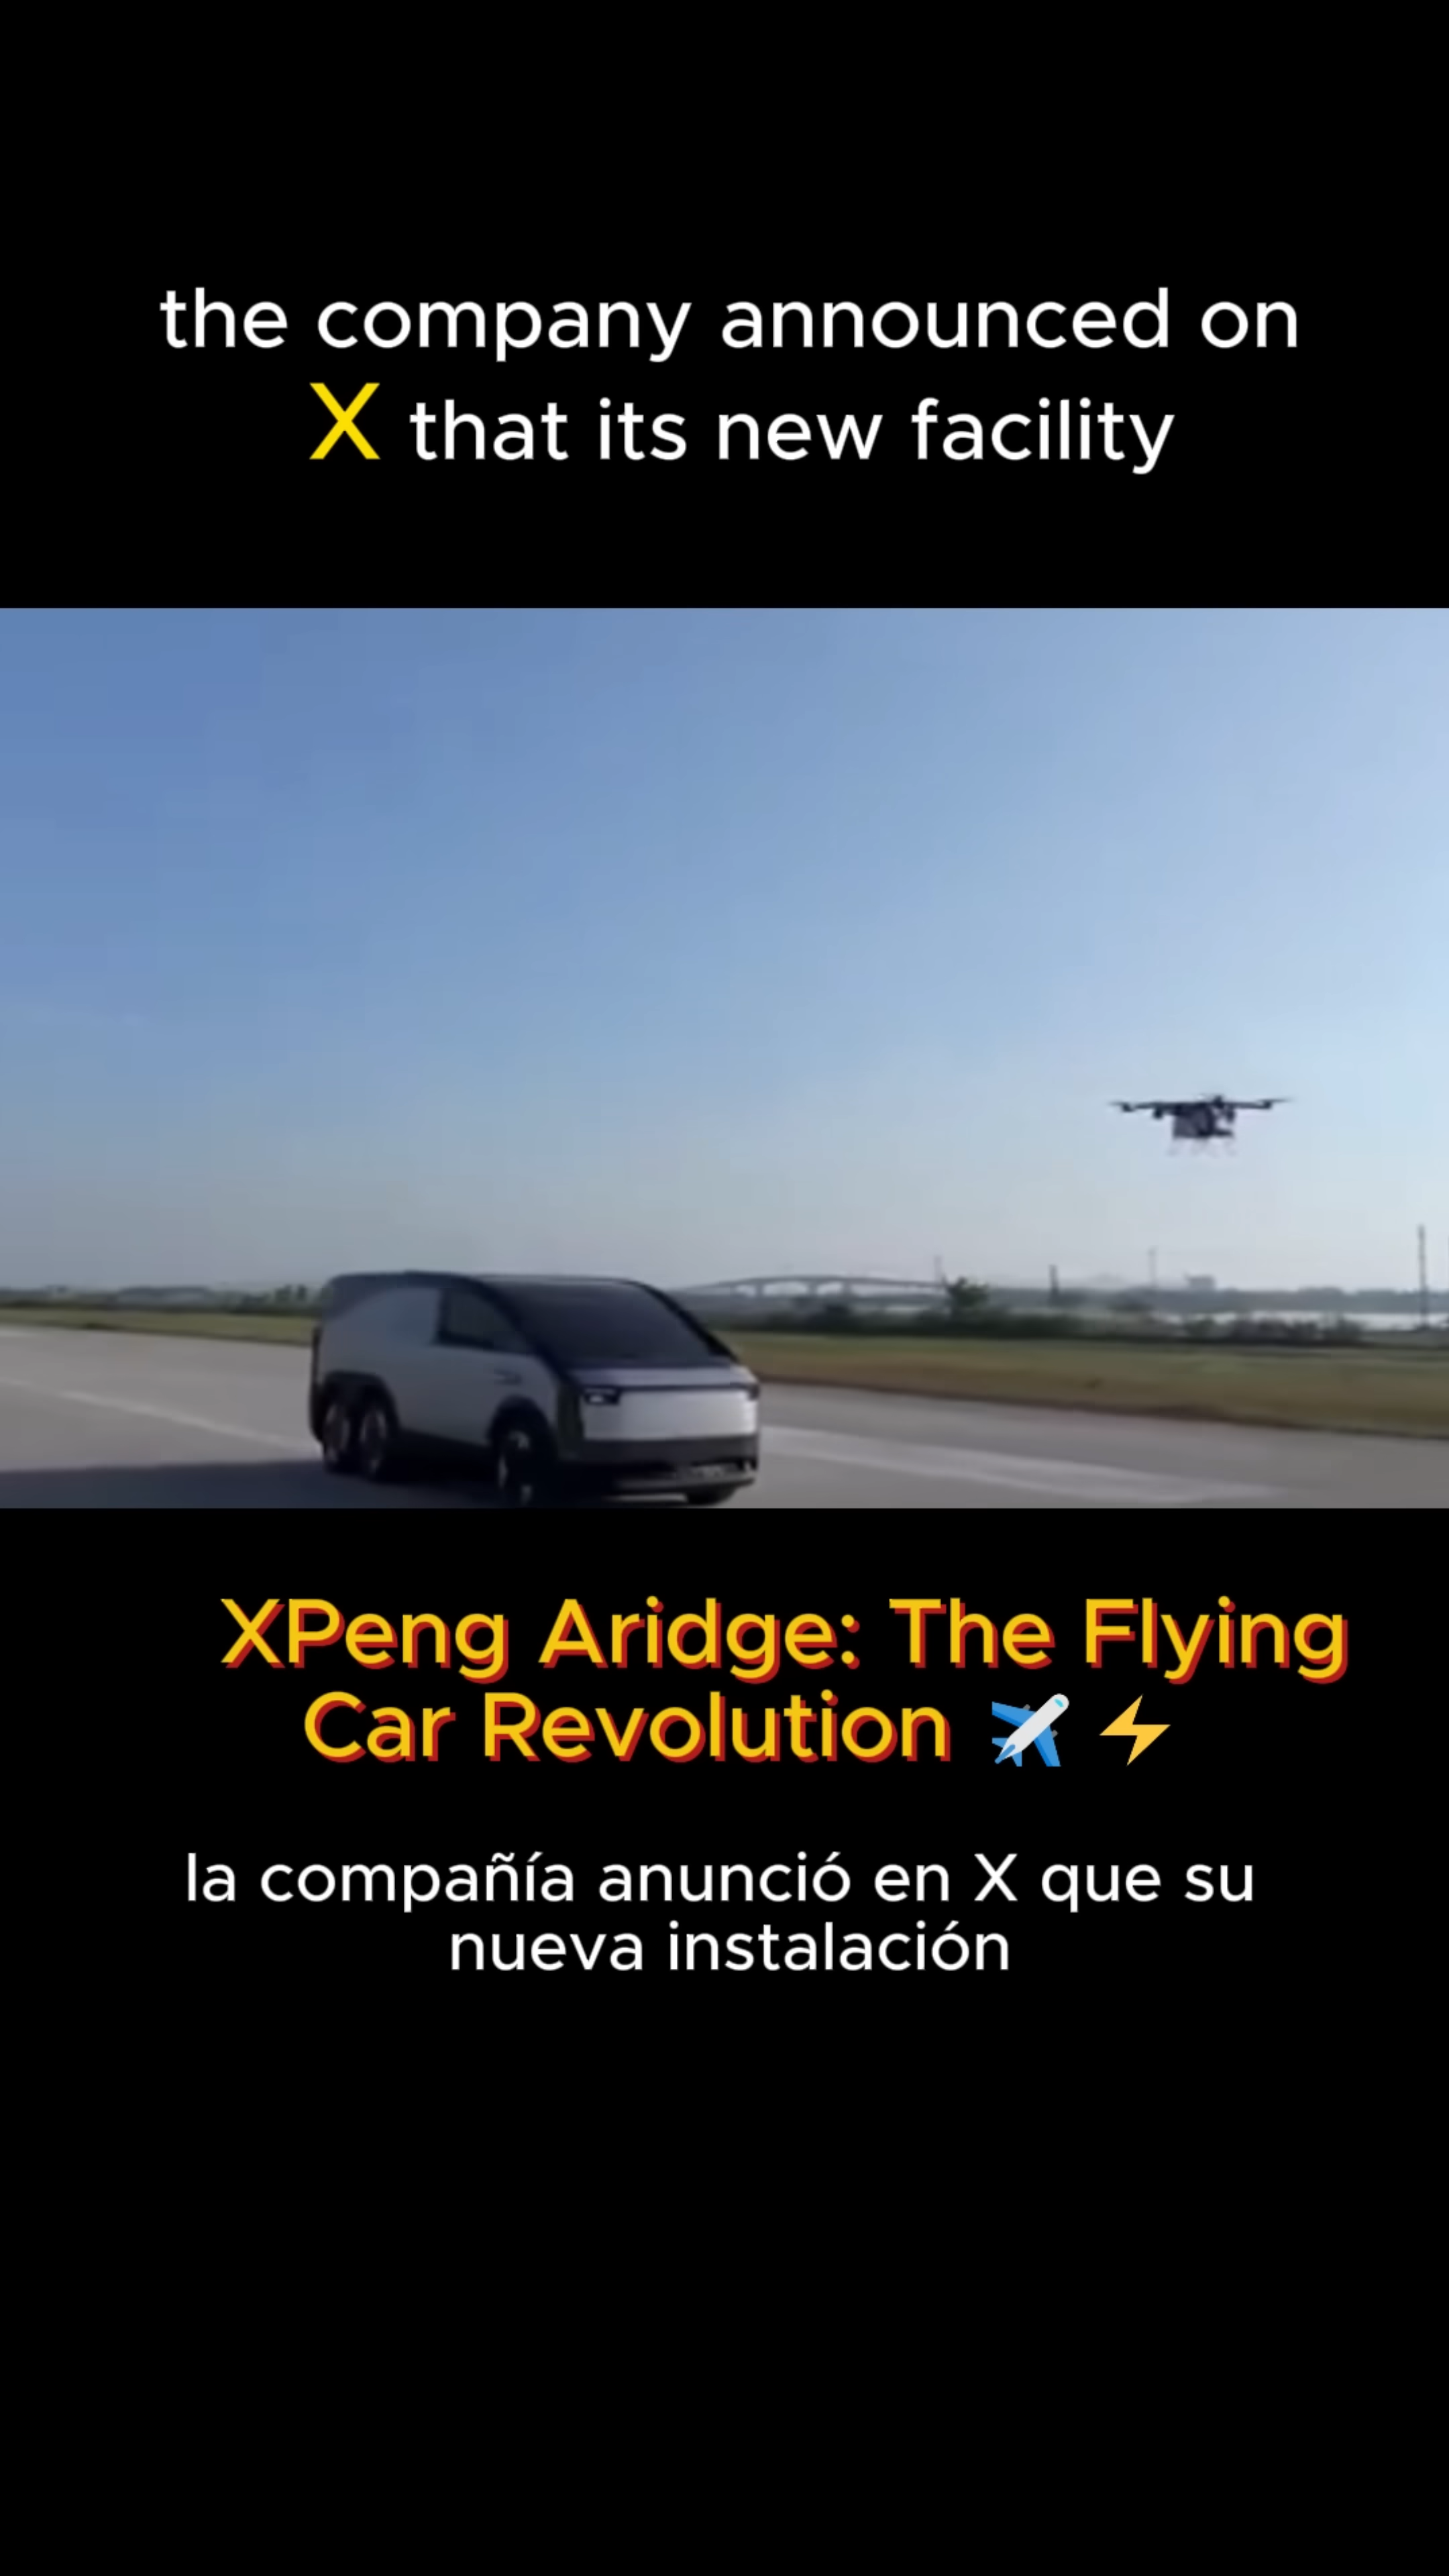 the company announced on
X that its new facility
XPeng Aridge: The Flying
Car Revolution ✈️⚡
la compañía anunció en X que su
nueva instalación